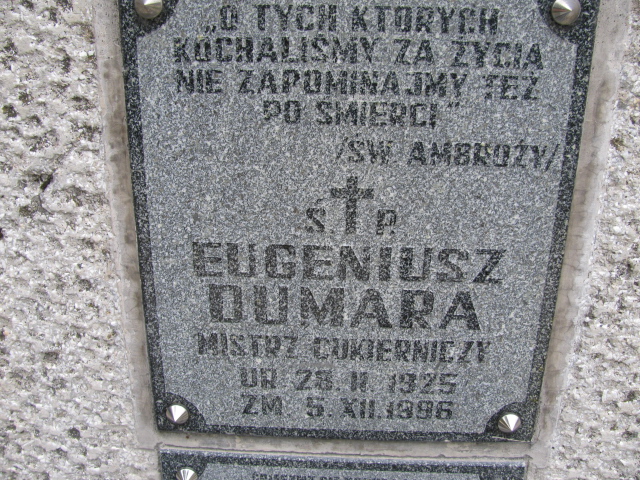 „O TYCH KTÓRYCH
KOCHALIŚMY ZA ŻYCIA
NIE ZAPOMINAJMY TEŻ
PO ŚMIERCI"
/ŚW AMBROŻY/
Ś P
EUGENIUSZ
DUMARA
MISTRZ CUKIERNICZY
UR 28 II 1925
ZM 5. XII. 1996